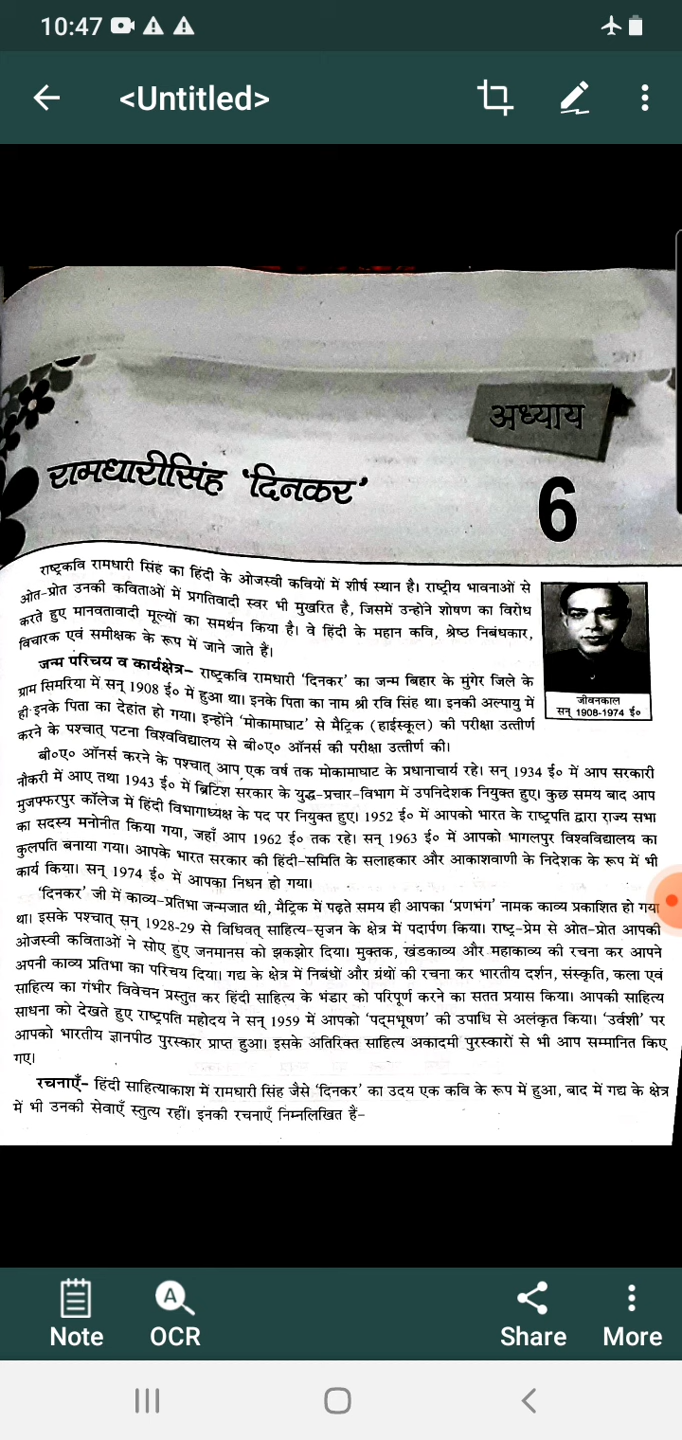 10:47
<Untitled>
अध्याय
रामधारीसिंह 'दिनकर'
6
राष्ट्रकवि रामधारी सिंह का हिंदी के ओजस्वी कवियों में शीर्ष स्थान है। राष्ट्रीय भावनाओं से
ओत-प्रोत उनकी कविताओं में प्रगतिवादी स्वर भी मुखरित है, जिसमें उन्होंने शोषण का विरोध
करते हुए मानवतावादी मूल्यों का समर्थन किया है। वे हिंदी के महान कवि, श्रेष्ठ निबंधकार,
विचारक एवं समीक्षक के रूप में जाने जाते हैं।
जन्म परिचय व कार्यक्षेत्र- राष्ट्रकवि रामधारी 'दिनकर' का जन्म बिहार के मुंगेर जिले के
ग्राम सिमरिया में सन् 1908 ई० में हुआ था। इनके पिता का नाम श्री रवि सिंह था। इनकी अल्पायु में
ही इनके पिता का देहांत हो गया। इन्होंने 'मोकामाघाट' से मैट्रिक (हाईस्कूल) की परीक्षा उत्तीर्ण
करने के पश्चात् पटना विश्वविद्यालय से बी०ए० ऑनर्स की परीक्षा उत्तीर्ण की।
जीवनकाल
सन् 1908-1974 ई०
बी०ए० ऑनर्स करने के पश्चात् आप एक वर्ष तक मोकामाघाट के प्रधानाचार्य रहे। सन् 1934 ई० में आप सरकारी
नौकरी में आए तथा 1943 ई० में ब्रिटिश सरकार के युद्ध-प्रचार-विभाग में उपनिदेशक नियुक्त हुए। कुछ समय बाद आप
मुजफ्फरपुर कॉलेज में हिंदी विभागाध्यक्ष के पद पर नियुक्त हुए। 1952 ई० में आपको भारत के राष्ट्रपति द्वारा राज्य सभा
का सदस्य मनोनीत किया गया, जहाँ आप 1962 ई० तक रहे। सन् 1963 ई० में आपको भागलपुर विश्वविद्यालय का
कुलपति बनाया गया। आपके भारत सरकार की हिंदी-समिति के सलाहकार और आकाशवाणी के निदेशक के रूप में भी
कार्य किया। सन् 1974 ई० में आपका निधन हो गया।
'दिनकर' जी में काव्य-प्रतिभा जन्मजात थी, मैट्रिक में पढ़ते समय ही आपका 'प्रणभंग' नामक काव्य प्रकाशित हो गया
था। इसके पश्चात् सन् 1928-29 से विधिवत् साहित्य-सृजन के क्षेत्र में पदार्पण किया। राष्ट्र-प्रेम से ओत-प्रोत आपकी
ओजस्वी कविताओं ने सोए हुए जनमानस को झकझोर दिया। मुक्तक, खंडकाव्य और महाकाव्य की रचना कर आपने
अपनी काव्य प्रतिभा का परिचय दिया। गद्य के क्षेत्र में निबंधों और ग्रंथों की रचना कर भारतीय दर्शन, संस्कृति, कला एवं
साहित्य का गंभीर विवेचन प्रस्तुत कर हिंदी साहित्य के भंडार को परिपूर्ण करने का सतत प्रयास किया। आपकी साहित्य
साधना को देखते हुए राष्ट्रपति महोदय ने सन् 1959 में आपको 'पद्मभूषण' की उपाधि से अलंकृत किया। 'उर्वशी' पर
आपको भारतीय ज्ञानपीठ पुरस्कार प्राप्त हुआ। इसके अतिरिक्त साहित्य अकादमी पुरस्कारों से भी आप सम्मानित किए
गए।
रचनाएँ- हिंदी साहित्याकाश में रामधारी सिंह जैसे 'दिनकर' का उदय एक कवि के रूप में हुआ, बाद में गद्य के क्षेत्र
में भी उनकी सेवाएँ स्तुत्य रहीं। इनकी रचनाएँ निम्नलिखित हैं-
Note OCR Share More